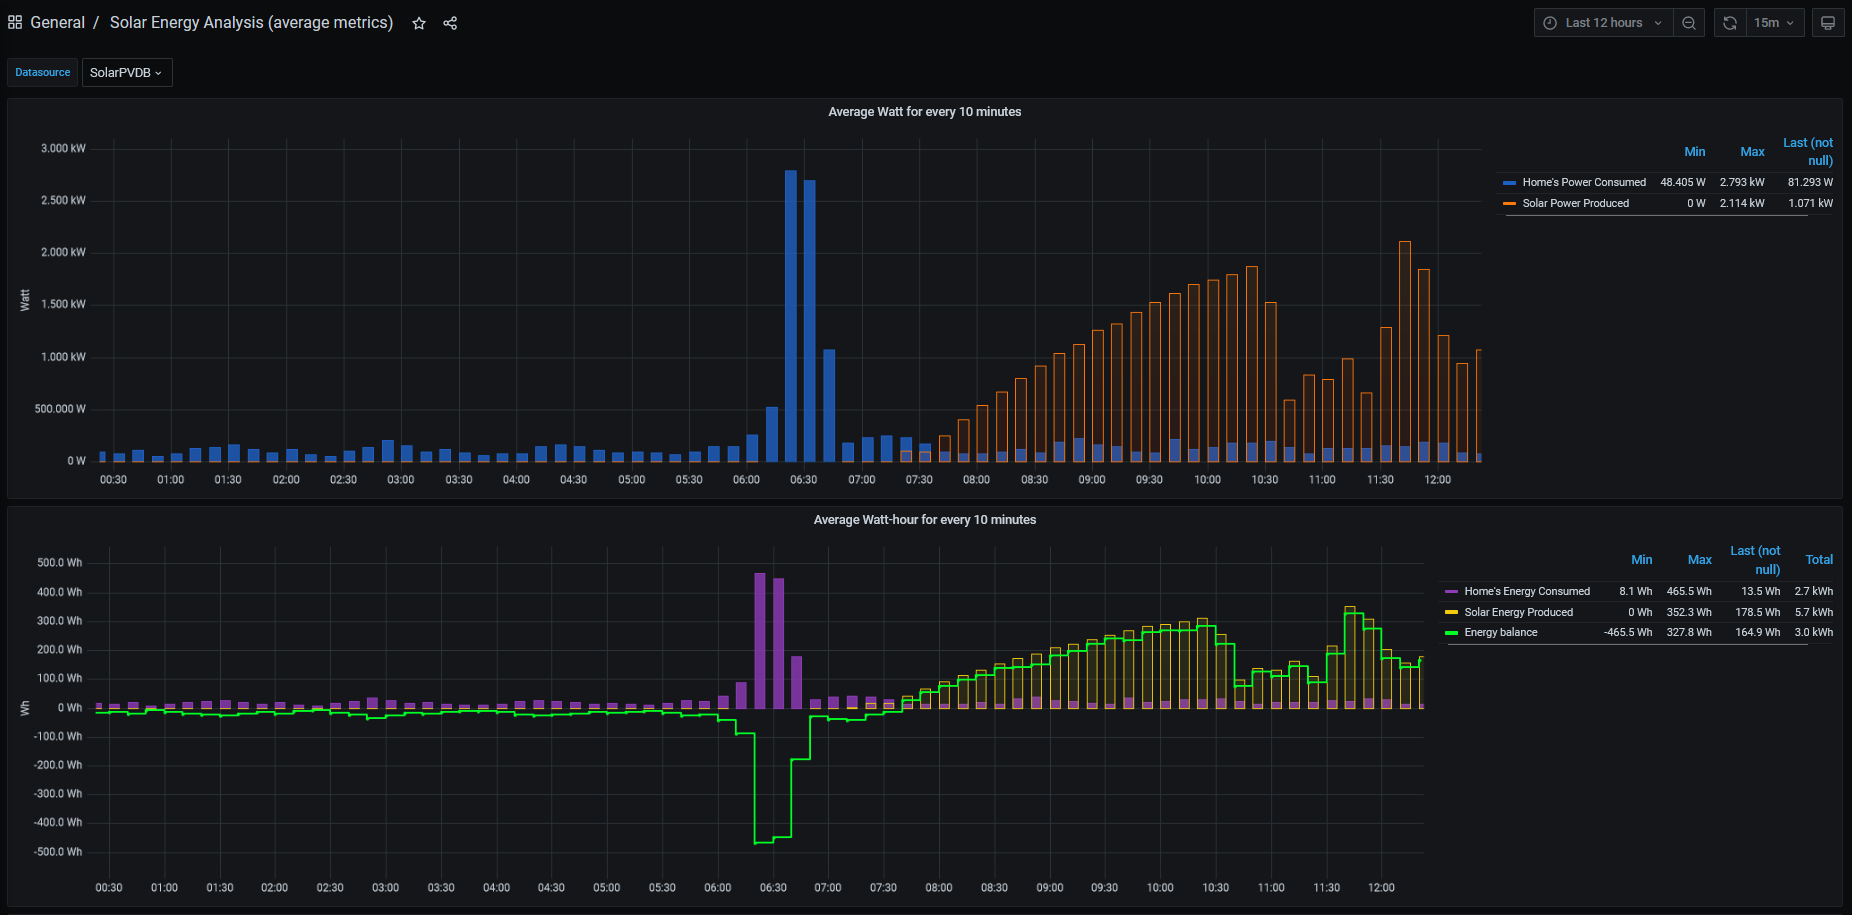 General / Solar Energy Analysis (average metrics)
Last 12 hours
15m
Datasource
SolarPVDB
Average Watt for every 10 minutes
3.000 kW
2.500 kW
2.000 kW
1.500 kW
1.000 kW
500.000 W
0 W
Watt
00:30 01:00 01:30 02:00 02:30 03:00 03:30 04:00 04:30 05:00 05:30 06:00 06:30 07:00 07:30 08:00 08:30 09:00 09:30 10:00 10:30 11:00 11:30 12:00
Min Max Last (not null)
Home's Power Consumed 48.405 W 2.793 kW 81.293 W
Solar Power Produced 0 W 2.114 kW 1.071 kW
Average Watt-hour for every 10 minutes
500.0 Wh
400.0 Wh
300.0 Wh
200.0 Wh
100.0 Wh
0 Wh
-100.0 Wh
-200.0 Wh
-300.0 Wh
-400.0 Wh
-500.0 Wh
Wh
00:30 01:00 01:30 02:00 02:30 03:00 03:30 04:00 04:30 05:00 05:30 06:00 06:30 07:00 07:30 08:00 08:30 09:00 09:30 10:00 10:30 11:00 11:30 12:00
Min Max Last (not null) Total
Home's Energy Consumed 8.1 Wh 465.5 Wh 13.5 Wh 2.7 kWh
Solar Energy Produced 0 Wh 352.3 Wh 178.5 Wh 5.7 kWh
Energy balance -465.5 Wh 327.8 Wh 164.9 Wh 3.0 kWh